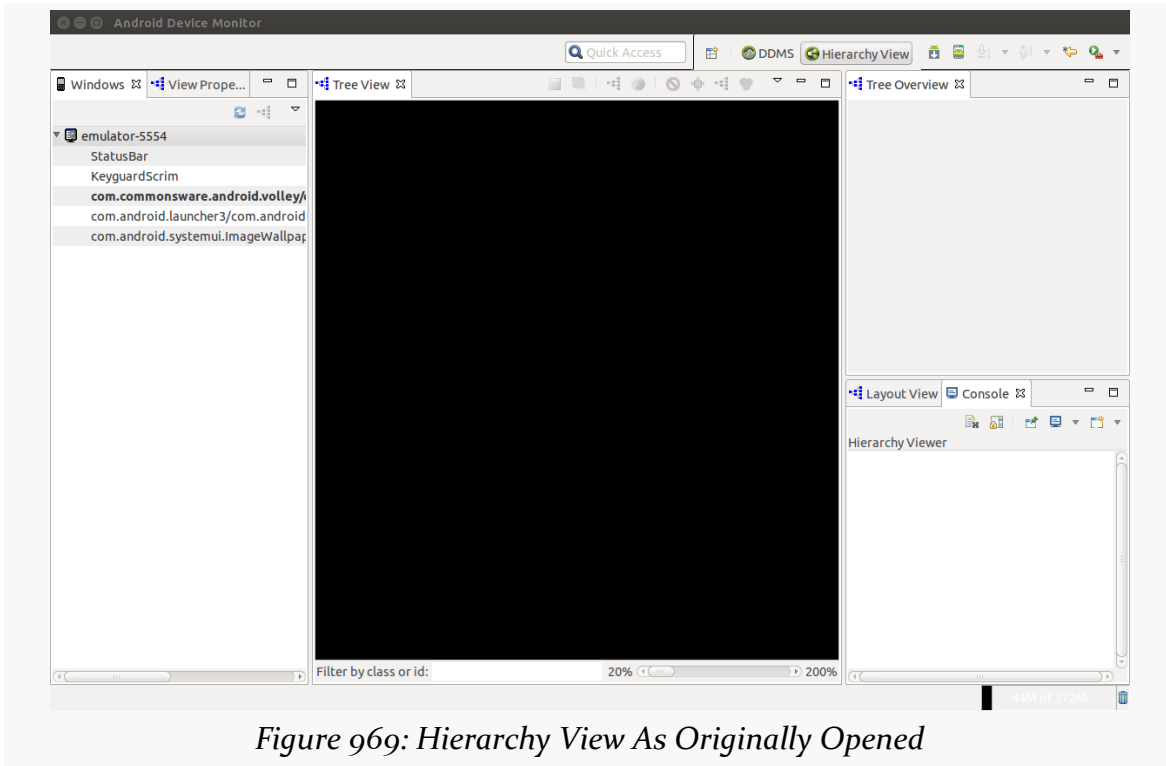 Android Device Monitor
Quick Access
DDMS
Hierarchy View
Windows
View Prope...
Tree View
Tree Overview
emulator-5554
StatusBar
KeyguardScrim
com.commonsware.android.volley/
com.android.launcher3/com.android
com.android.systemui.ImageWallpap
Layout View
Console
Hierarchy Viewer
Filter by class or id:
20%
200%
44M of 572M
Figure 969: Hierarchy View As Originally Opened